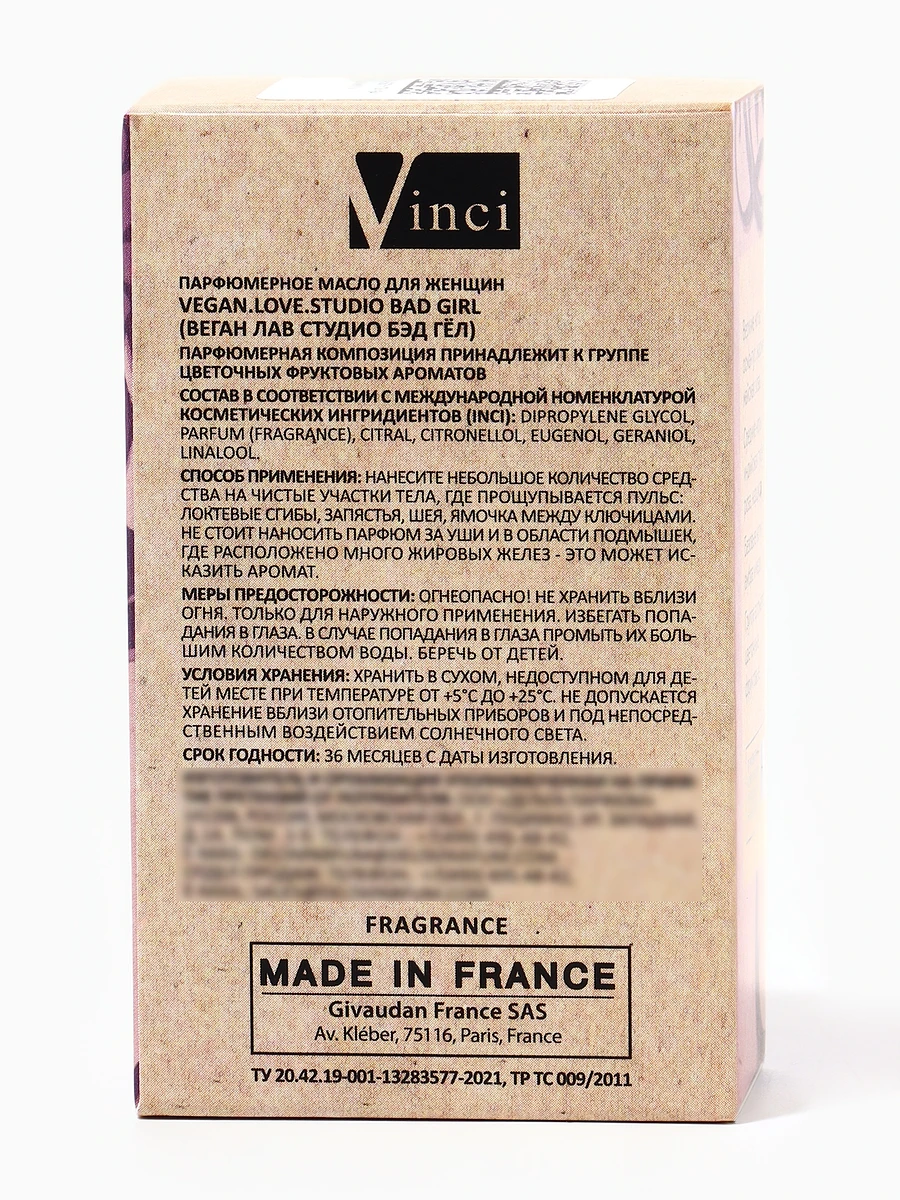 Vinci
ПАРФЮМЕРНОЕ МАСЛО ДЛЯ ЖЕНЩИН
VEGAN.LOVE.STUDIO BAD GIRL
(ВЕГАН ЛАВ СТУДИО БЭД ГЁЛ)
ПАРФЮМЕРНАЯ КОМПОЗИЦИЯ ПРИНАДЛЕЖИТ К ГРУППЕ
ЦВЕТОЧНЫХ ФРУКТОВЫХ АРОМАТОВ
СОСТАВ В СООТВЕТСТВИИ С МЕЖДУНАРОДНОЙ НОМЕНКЛАТУРОЙ
КОСМЕТИЧЕСКИХ ИНГРИДИЕНТОВ (INCI): DIPROPYLENE GLYCOL,
PARFUM (FRAGRANCE), CITRAL, CITRONELLOL, EUGENOL, GERANIOL,
LINALOOL.
СПОСОБ ПРИМЕНЕНИЯ: НАНЕСИТЕ НЕБОЛЬШОЕ КОЛИЧЕСТВО СРЕД-
СТВА НА ЧИСТЫЕ УЧАСТКИ ТЕЛА, ГДЕ ПРОЩУПЫВАЕТСЯ ПУЛЬС:
ЛОКТЕВЫЕ СГИБЫ, ЗАПЯСТЬЯ, ШЕЯ, ЯМОЧКА МЕЖДУ КЛЮЧИЦАМИ.
НЕ СТОИТ НАНОСИТЬ ПАРФЮМ ЗА УШИ И В ОБЛАСТИ ПОДМЫШЕК,
ГДЕ РАСПОЛОЖЕНО МНОГО ЖИРОВЫХ ЖЕЛЕЗ - ЭТО МОЖЕТ ИС-
КАЗИТЬ АРОМАТ.
МЕРЫ ПРЕДОСТОРОЖНОСТИ: ОГНЕОПАСНО! НЕ ХРАНИТЬ ВБЛИЗИ
ОГНЯ. ТОЛЬКО ДЛЯ НАРУЖНОГО ПРИМЕНЕНИЯ. ИЗБЕГАТЬ ПОПА-
ДАНИЯ В ГЛАЗА. В СЛУЧАЕ ПОПАДАНИЯ В ГЛАЗА ПРОМЫТЬ ИХ БОЛЬ-
ШИМ КОЛИЧЕСТВОМ ВОДЫ. БЕРЕЧЬ ОТ ДЕТЕЙ.
УСЛОВИЯ ХРАНЕНИЯ: ХРАНИТЬ В СУХОМ, НЕДОСТУПНОМ ДЛЯ ДЕ-
ТЕЙ МЕСТЕ ПРИ ТЕМПЕРАТУРЕ ОТ +5°С ДО +25°С. НЕ ДОПУСКАЕТСЯ
ХРАНЕНИЕ ВБЛИЗИ ОТОПИТЕЛЬНЫХ ПРИБОРОВ И ПОД НЕПОСРЕД-
СТВЕННЫМ ВОЗДЕЙСТВИЕМ СОЛНЕЧНОГО СВЕТА.
СРОК ГОДНОСТИ: 36 МЕСЯЦЕВ С ДАТЫ ИЗГОТОВЛЕНИЯ.
FRAGRANCE
MADE IN FRANCE
Givaudan France SAS
Av. Kléber, 75116, Paris, France
ТУ 20.42.19-001-13283577-2021, ТР ТС 009/2011